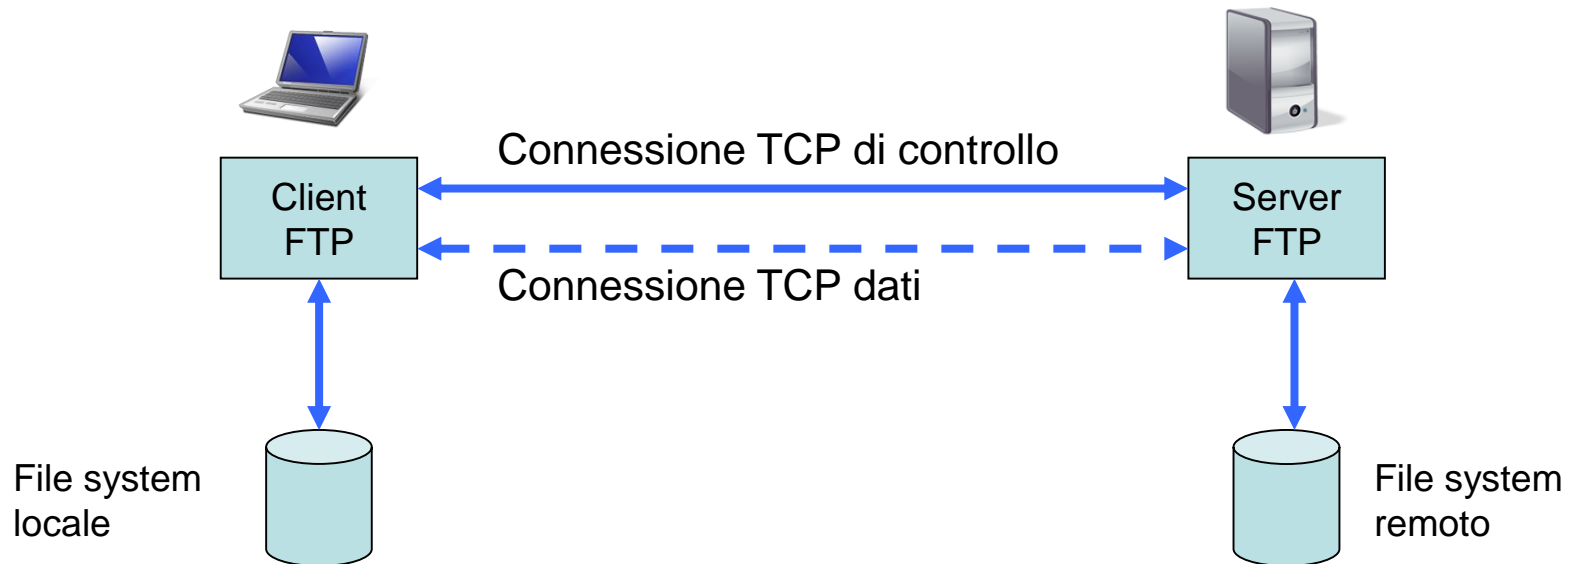 Connessione TCP di controllo
Client
FTP
Server
FTP
Connessione TCP dati
File system
locale
File system
remoto